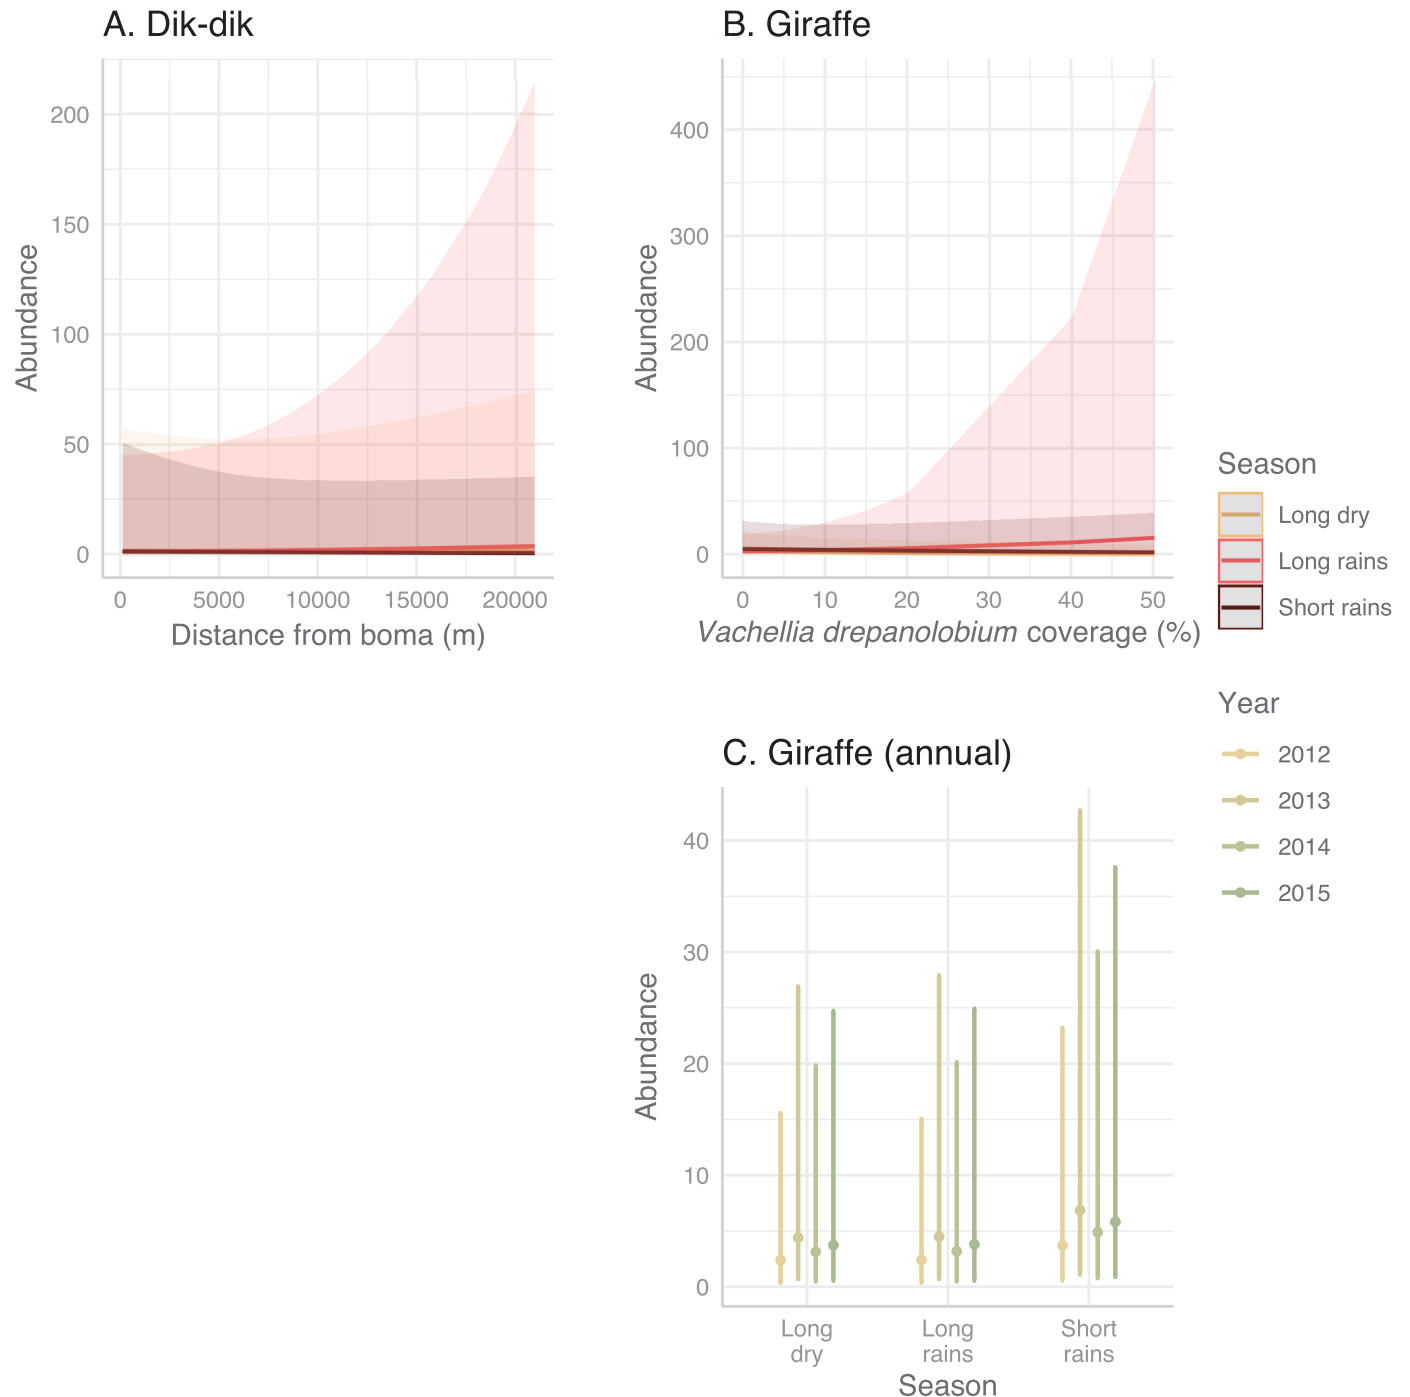 A. Dik-dik
200
150
100
50
0
Abundance
0 5000 10000 15000 20000
Distance from boma (m)
B. Giraffe
400
300
200
100
0
Abundance
0 10 20 30 40 50
Vachellia drepanolobium coverage (%)
Season
Long dry
Long rains
Short rains
Year
2012
2013
2014
2015
C. Giraffe (annual)
40
30
20
10
0
Abundance
Long Long Short
dry rains rains
Season